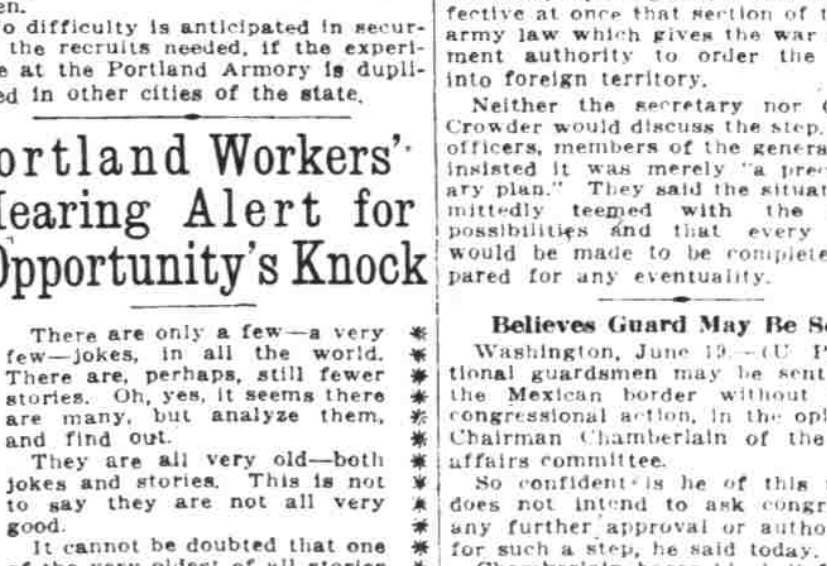 en.
o difficulty is anticipated in secur-
the recruits needed, if the experi-
e at the Portland Armory is dupli-
ed in other cities of the state.
ortland Workers'
earing Alert for
pportunity's Knock
There are only a few—a very
few—jokes, in all the world.
There are, perhaps, still fewer
stories. Oh, yes, it seems there
are many, but analyze them,
and find out.
They are all very old—both
jokes and stories. This is not
to say they are not all very
good.
It cannot be doubted that one
of the very oldest of all stories
fective at once that section of t
army law which gives the war
ment authority to order the
into foreign territory.
Neither the secretary nor
Crowder would discuss the step.
officers, members of the genera
insisted it was merely "a prec
ary plan." They said the situat
mittedly teemed with the
possibilities and that every
would be made to be complete
pared for any eventuality.
Believes Guard May Be Se
Washington, June 19.—(U. P
tional guardsmen may be sent
the Mexican border without
congressional action, in the opi
Chairman Chamberlain of the
affairs committee.
So confident is he of this
does not intend to ask congr
any further approval or autho
for such a step, he said today.